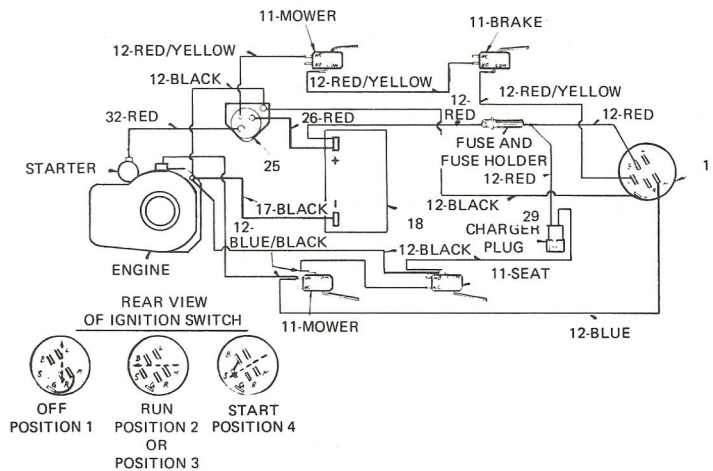 11-MOWER
11-BRAKE
12-RED/YELLOW
12-BLACK
12-RED/YELLOW
12-RED/YELLOW
32-RED
26-RED
12-
RED
12-RED
STARTER
25
+
FUSE AND
FUSE HOLDER
12-RED
1
17-BLACK
-
18
12-BLACK
29
CHARGER
PLUG
12-
BLUE/BLACK
12-BLACK
ENGINE
11-SEAT
REAR VIEW
OF IGNITION SWITCH
11-MOWER
12-BLUE
OFF
POSITION 1
RUN
POSITION 2
OR
POSITION 3
START
POSITION 4